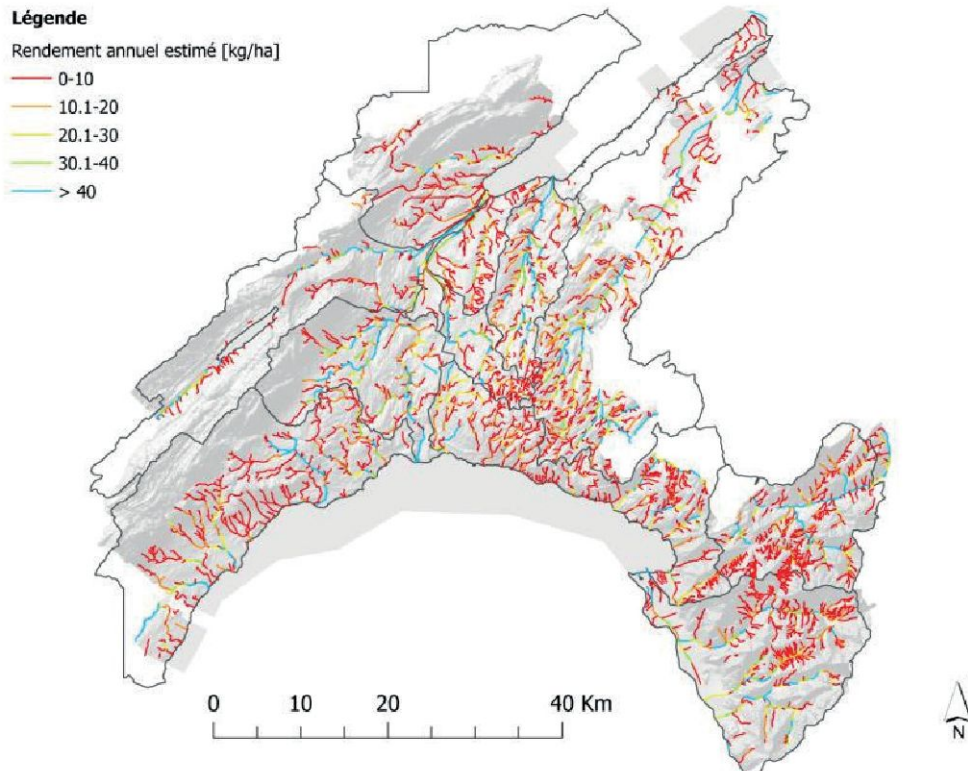 Légende
Rendement annuel estimé [kg/ha]
0-10
10.1-20
20.1-30
30.1-40
> 40
0 10 20 40 Km
N